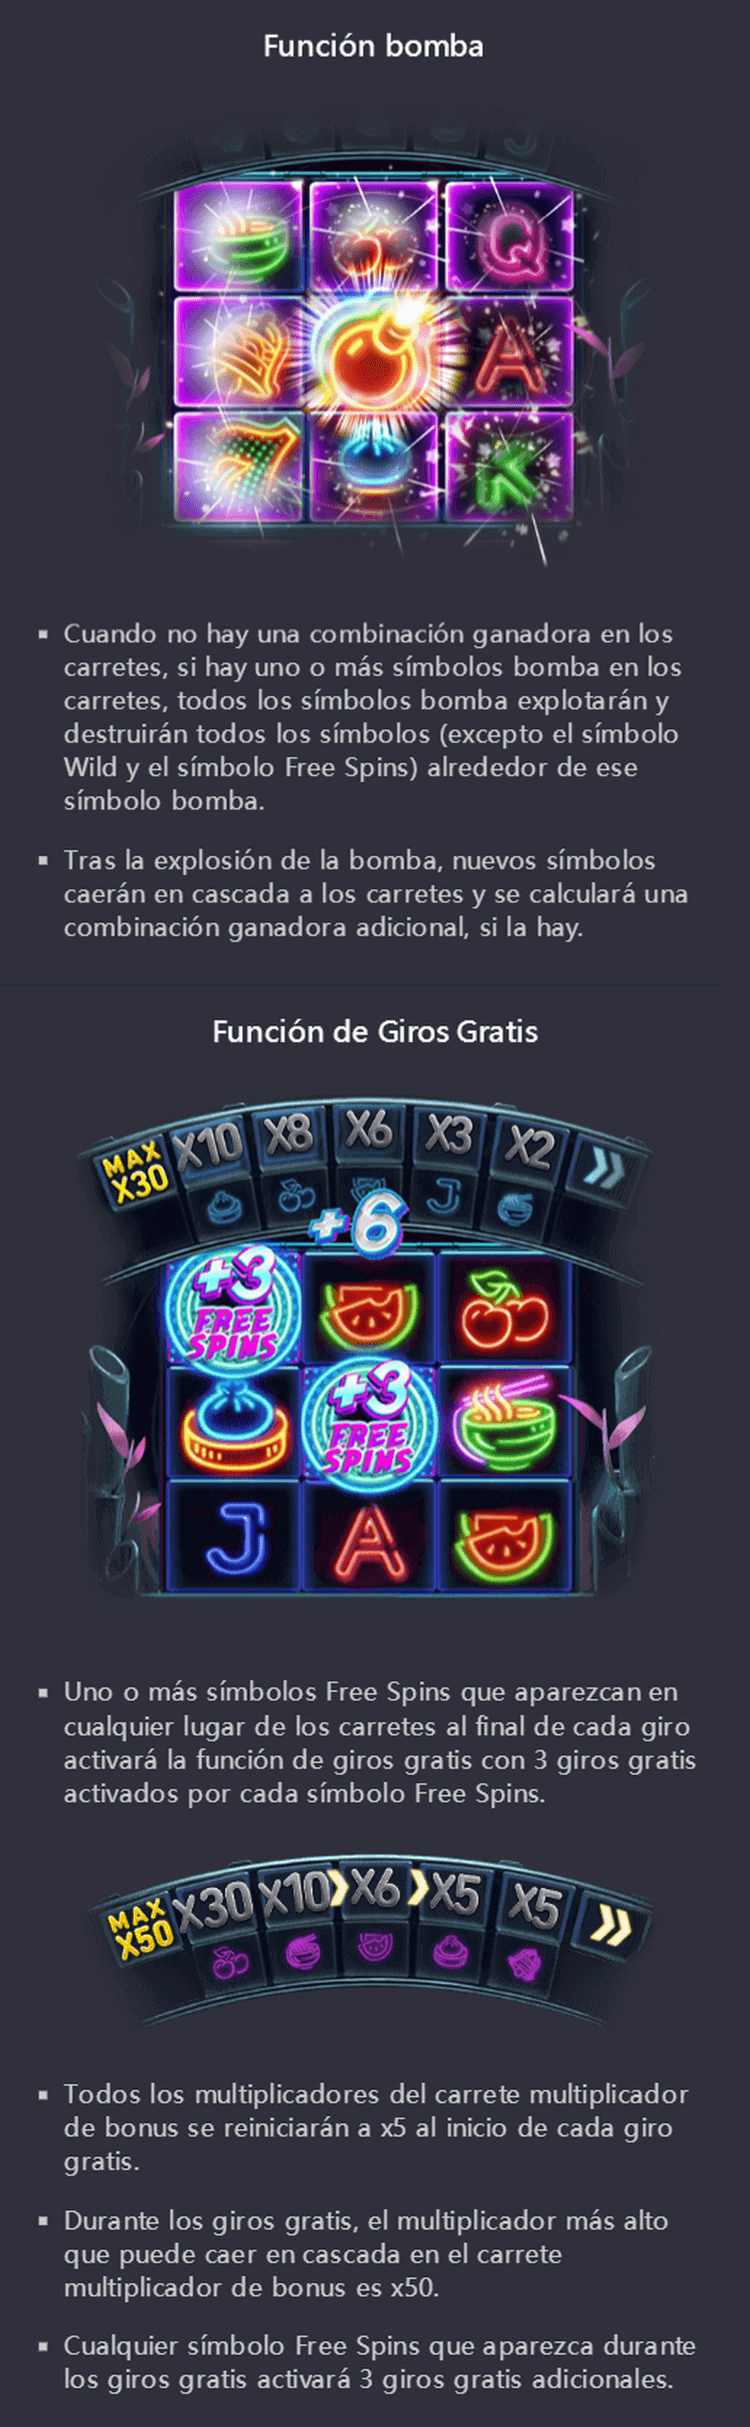 Función bomba
Q
A
K
▪ Cuando no hay una combinación ganadora en los
carretes, si hay uno o más símbolos bomba en los
carretes, todos los símbolos bomba explotarán y
destruirán todos los símbolos (excepto el símbolo
Wild y el símbolo Free Spins) alrededor de ese
símbolo bomba.
▪ Tras la explosión de la bomba, nuevos símbolos
caerán en cascada a los carretes y se calculará una
combinación ganadora adicional, si la hay.
Función de Giros Gratis
MAX X30 X10 X8 X6 X3 X2
J
+6
+3
FREE
SPINS
+3
FREE
SPINS
J A
▪ Uno o más símbolos Free Spins que aparezcan en
cualquier lugar de los carretes al final de cada giro
activará la función de giros gratis con 3 giros gratis
activados por cada símbolo Free Spins.
MAX X50 X30 X10 X6 X5 X5
▪ Todos los multiplicadores del carrete multiplicador
de bonus se reiniciarán a x5 al inicio de cada giro
gratis.
▪ Durante los giros gratis, el multiplicador más alto
que puede caer en cascada en el carrete
multiplicador de bonus es x50.
▪ Cualquier símbolo Free Spins que aparezca durante
los giros gratis activará 3 giros gratis adicionales.